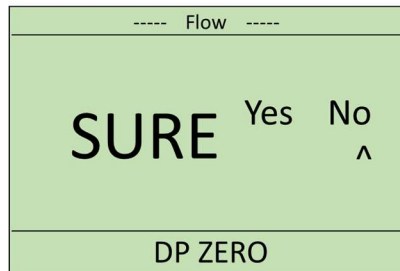 ----- Flow -----
SURE Yes No
^
DP ZERO